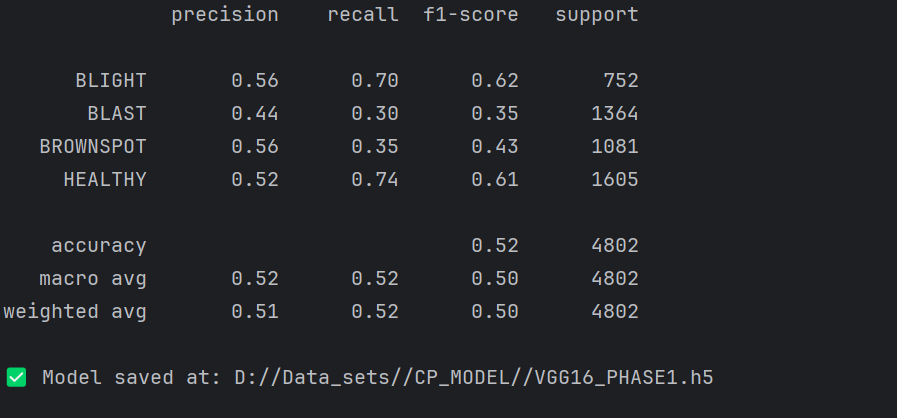 precision recall f1-score support
BLIGHT 0.56 0.70 0.62 752
BLAST 0.44 0.30 0.35 1364
BROWNSPOT 0.56 0.35 0.43 1081
HEALTHY 0.52 0.74 0.61 1605
accuracy 0.52 4802
macro avg 0.52 0.52 0.50 4802
weighted avg 0.51 0.52 0.50 4802
✅ Model saved at: D://Data_sets//CP_MODEL//VGG16_PHASE1.h5